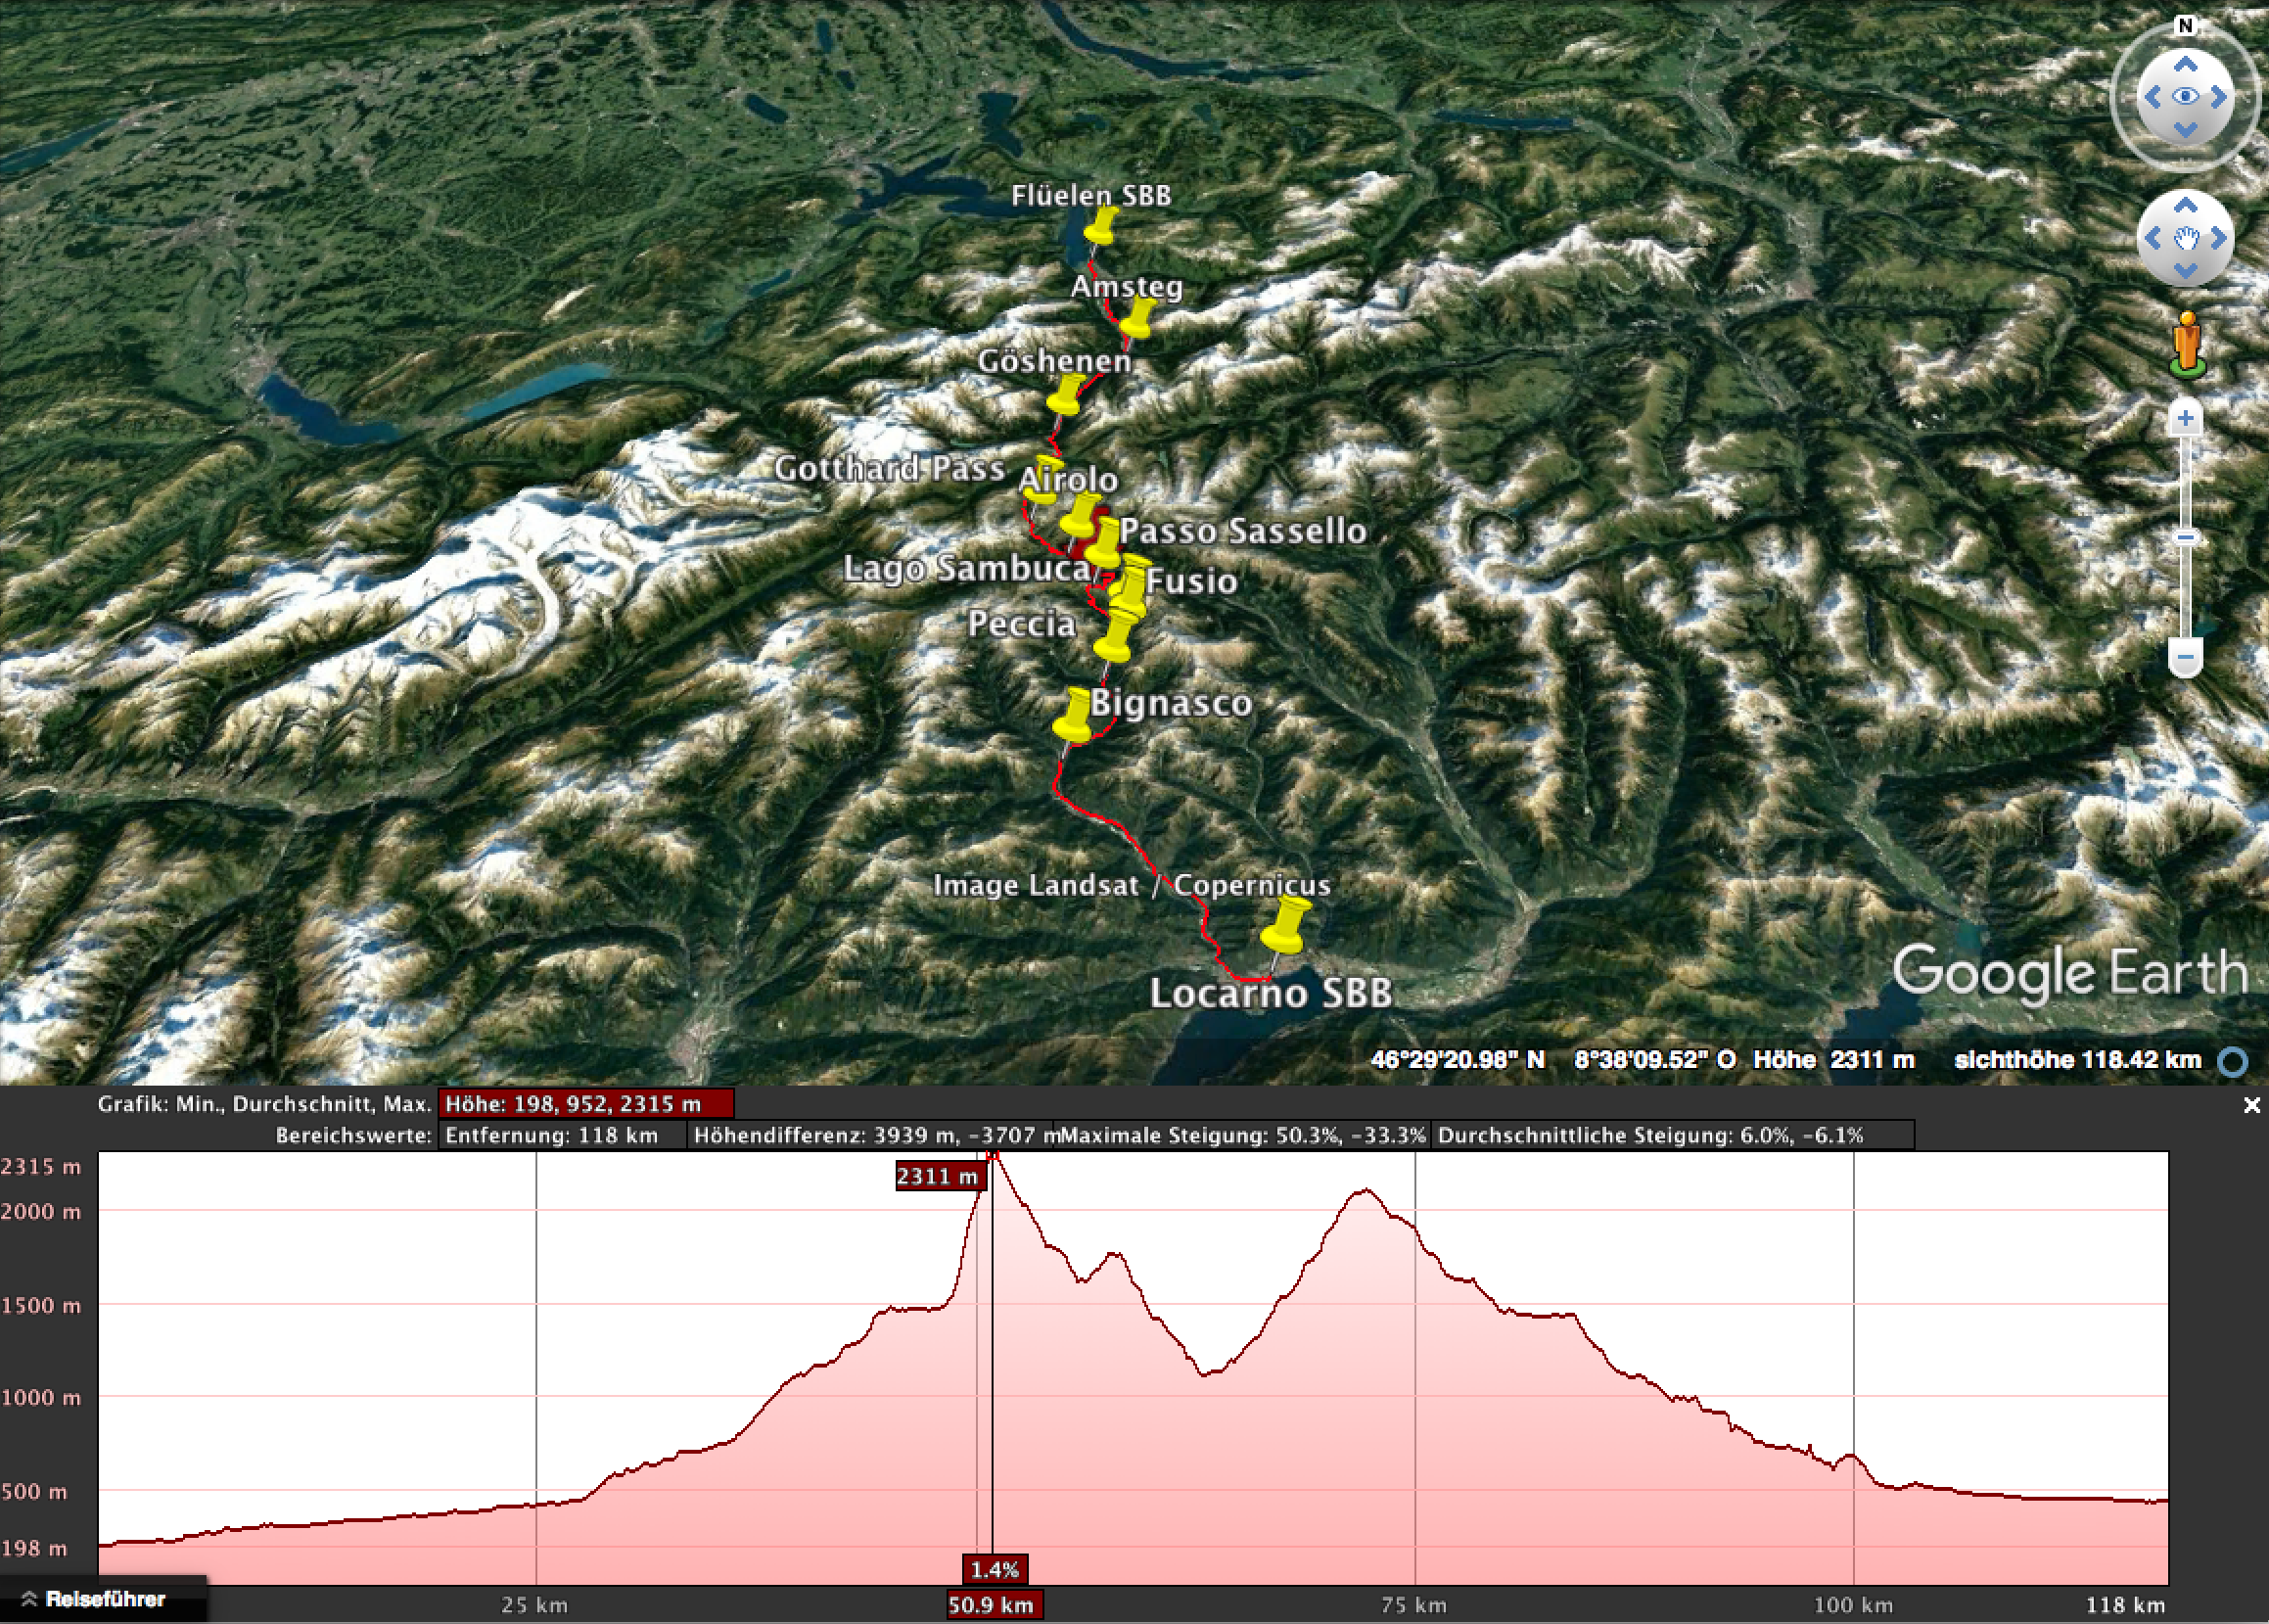 N
Flüelen SBB
Amsteg
Göshenen
Gotthard Pass
Airolo
Passo Sassello
Lago Sambuca
Fusio
Peccia
Bignasco
Image Landsat / Copernicus
Locarno SBB
Google Earth
46°29'20.98" N 8°38'09.52" O Höhe 2311 m sichthöhe 118.42 km
Grafik: Min., Durchschnitt, Max. Höhe: 198, 952, 2315 m
Bereichswerte: Entfernung: 118 km Höhendifferenz: 3939 m, -3707 m Maximale Steigung: 50.3%, -33.3% Durchschnittliche Steigung: 6.0%, -6.1%
2315 m
2311 m
2000 m
1500 m
1000 m
500 m
198 m
1.4%
Reiseführer
25 km 50.9 km 75 km 100 km 118 km